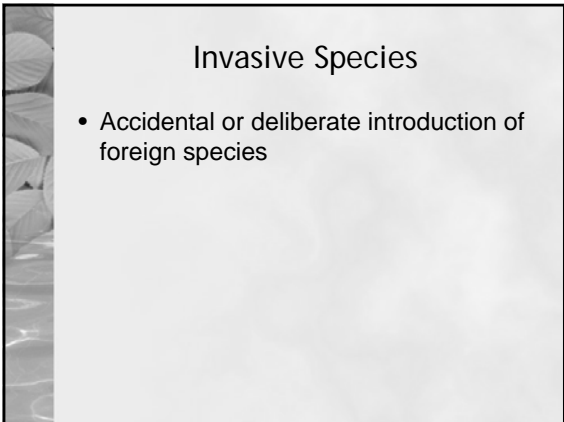 Invasive Species
• Accidental or deliberate introduction of
foreign species